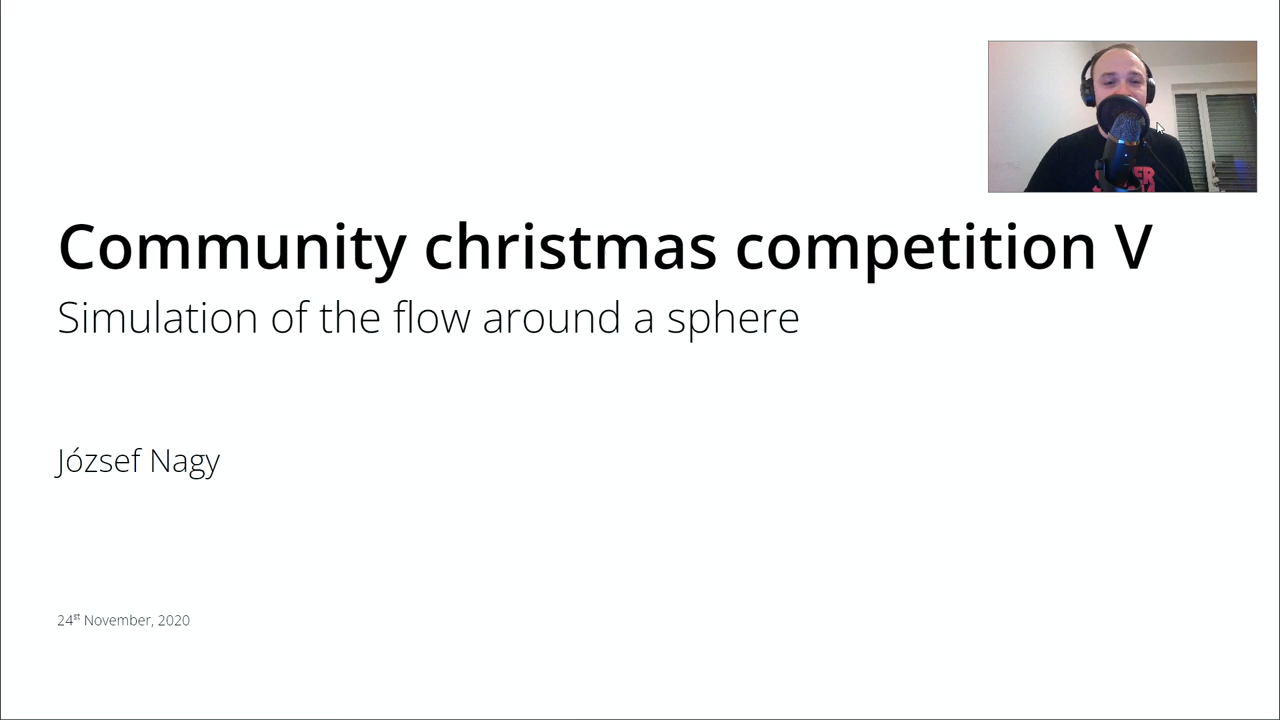 Community christmas competition V
Simulation of the flow around a sphere
József Nagy
24st November, 2020